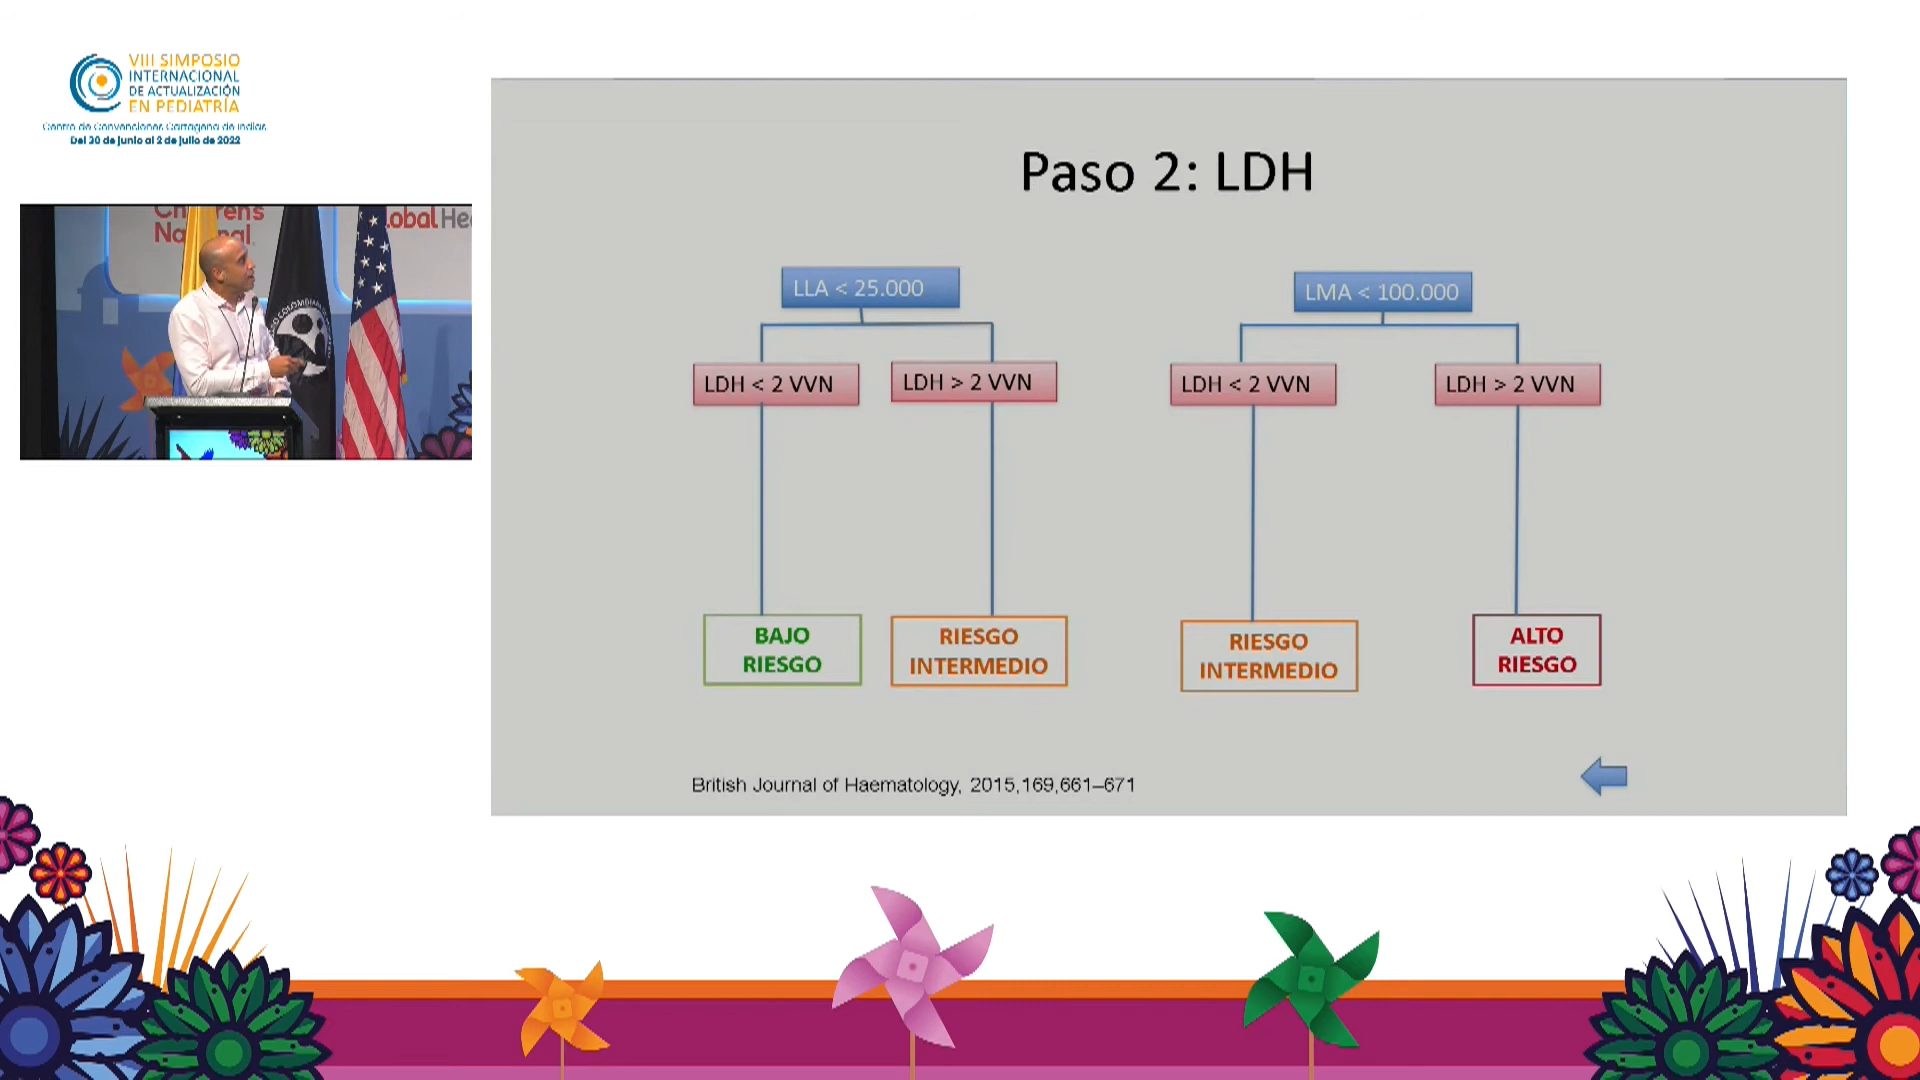 VIII SIMPOSIO
INTERNACIONAL
DE ACTUALIZACIÓN
EN PEDIATRÍA
Centro de Convenciones Cartagena de Indias
Del 30 de junio al 2 de julio de 2022
Paso 2: LDH
LLA < 25.000
LMA < 100.000
LDH < 2 VVN
LDH > 2 VVN
LDH < 2 VVN
LDH > 2 VVN
BAJO
RIESGO
RIESGO
INTERMEDIO
RIESGO
INTERMEDIO
ALTO
RIESGO
British Journal of Haematology, 2015,169,661–671